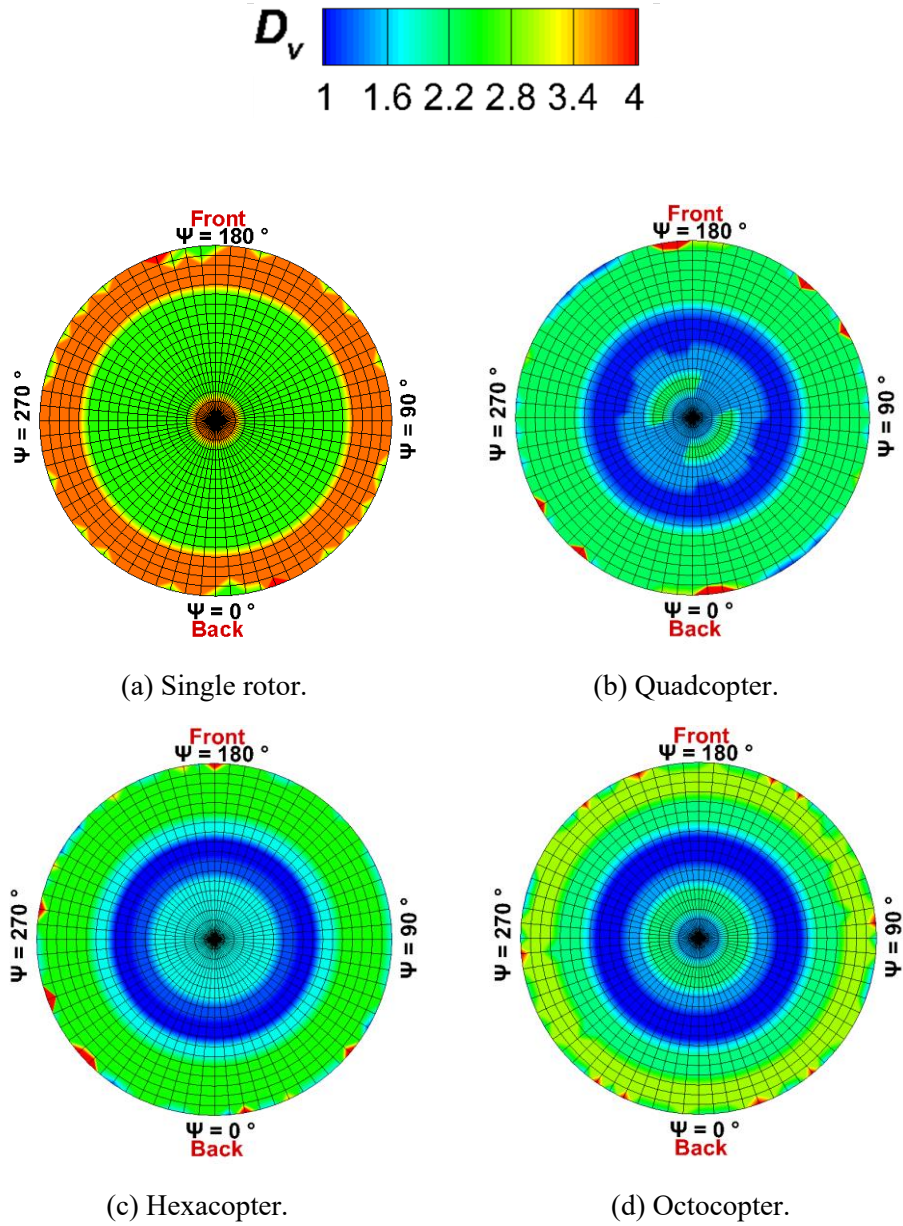 Dv
1 1.6 2.2 2.8 3.4 4
Front
Ψ = 180 °
Ψ = 270 °
Ψ = 90 °
Ψ = 0 °
Back
(a) Single rotor.
Front
Ψ = 180 °
Ψ = 270 °
Ψ = 90 °
Ψ = 0 °
Back
(b) Quadcopter.
Front
Ψ = 180 °
Ψ = 270 °
Ψ = 90 °
Ψ = 0 °
Back
(c) Hexacopter.
Front
Ψ = 180 °
Ψ = 270 °
Ψ = 90 °
Ψ = 0 °
Back
(d) Octocopter.